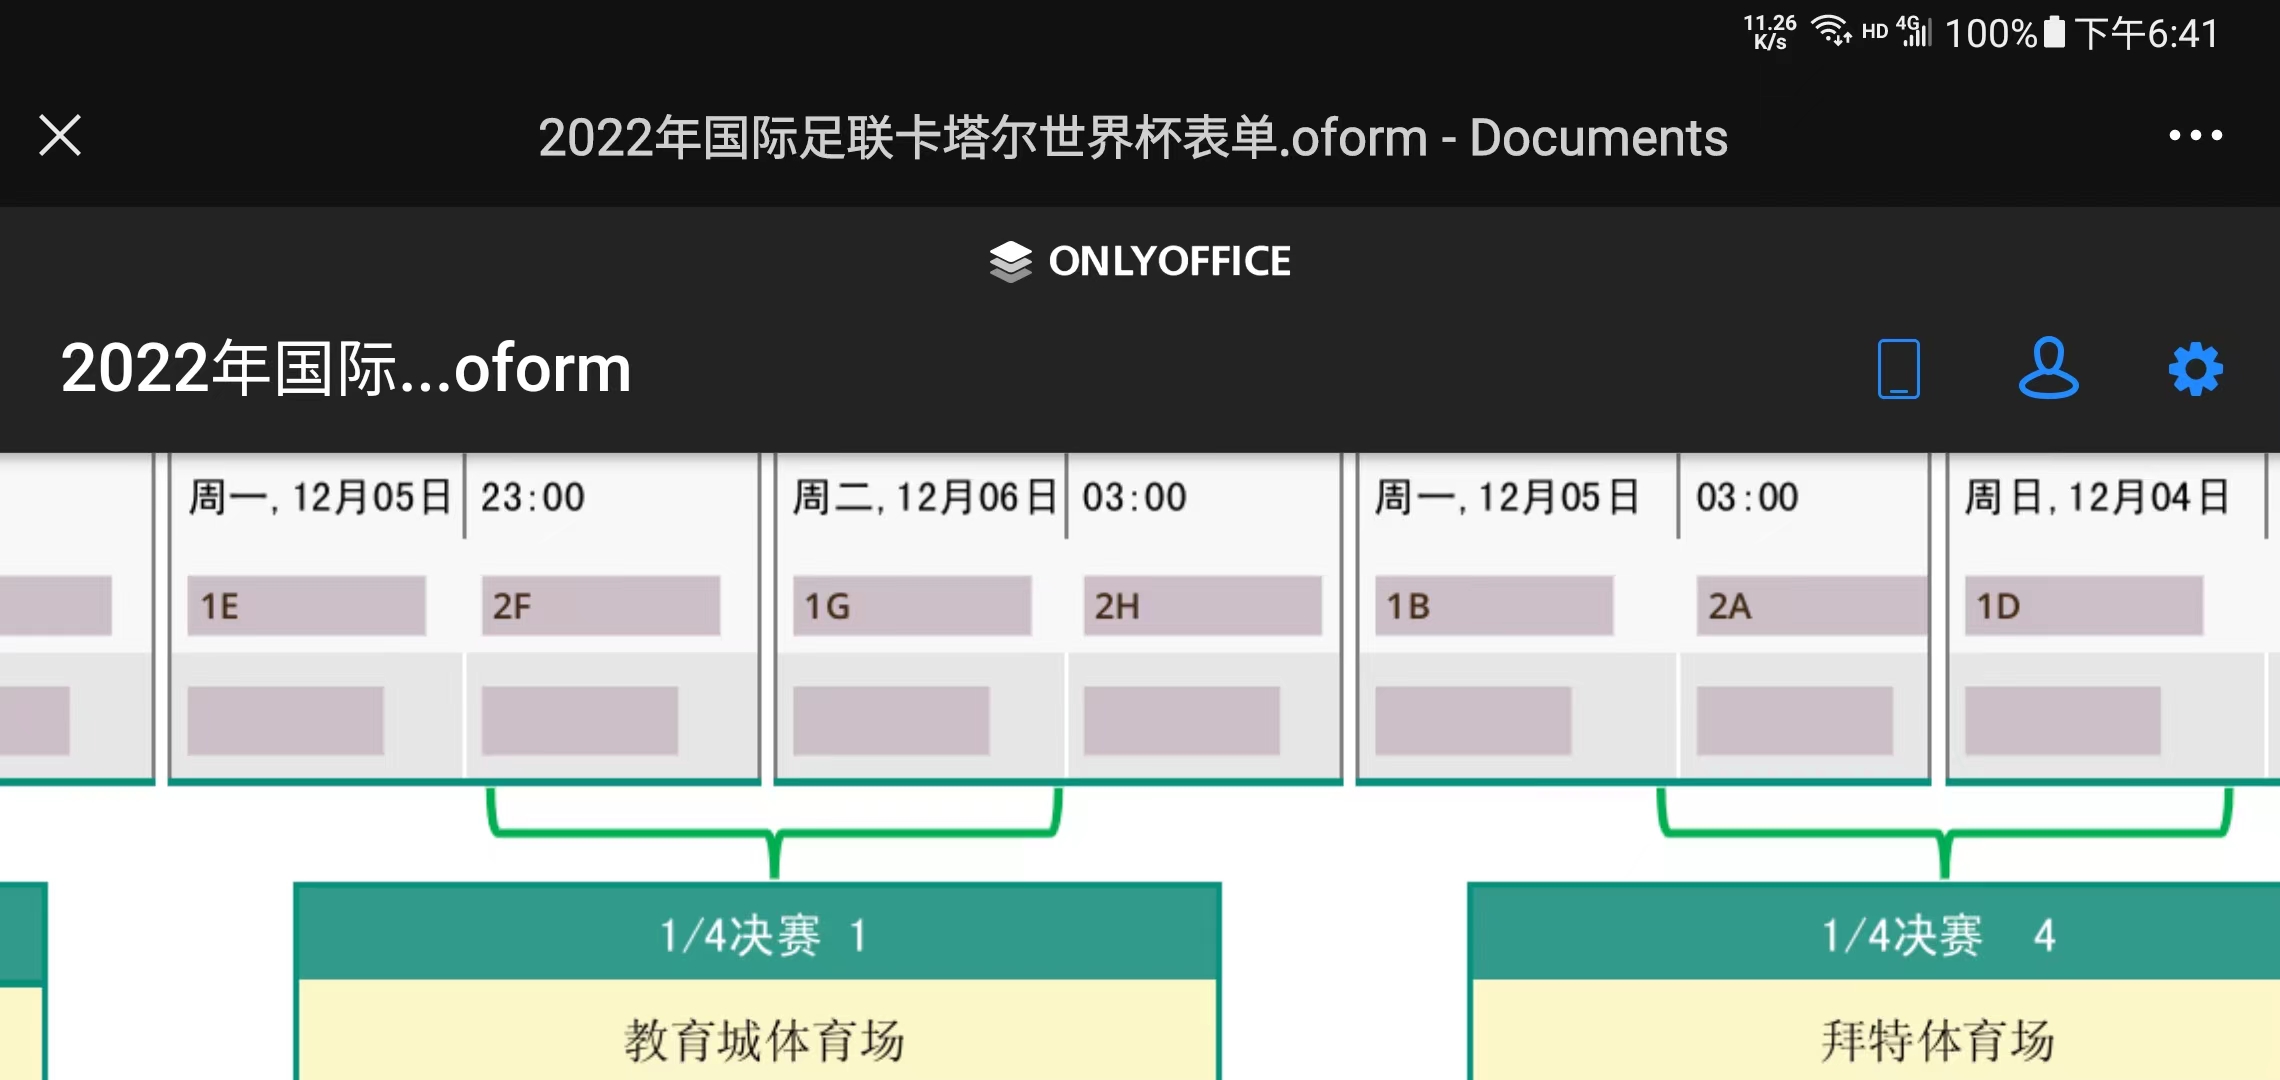 11.26
K/s
HD 4G 100% 下午6:41
2022年国际足联卡塔尔世界杯表单.oform - Documents
ONLYOFFICE
2022年国际...oform
周一, 12月05日 23:00 周二, 12月06日 03:00 周一, 12月05日 03:00 周日, 12月04日
1E 2F 1G 2H 1B 2A 1D
1/4决赛 1 1/4决赛 4
教育城体育场 拜特体育场